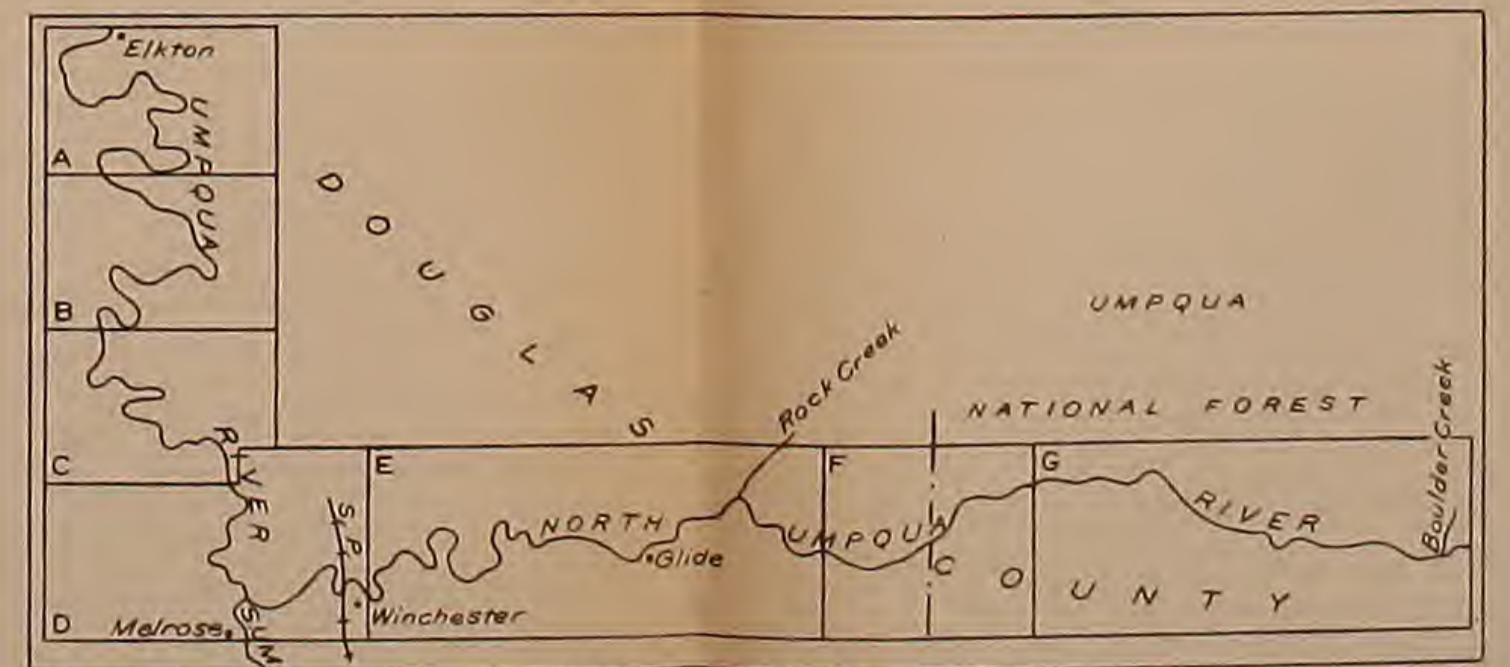 Elkton
UMPQUA
A
B
C
D
RIVER
DOUGLAS
Rock Creek
UMPQUA
NATIONAL FOREST
Boulder Creek
E
F
G
NORTH
UMPQUA
RIVER
S.P.
Glide
COUNTY
Melrose
Winchester